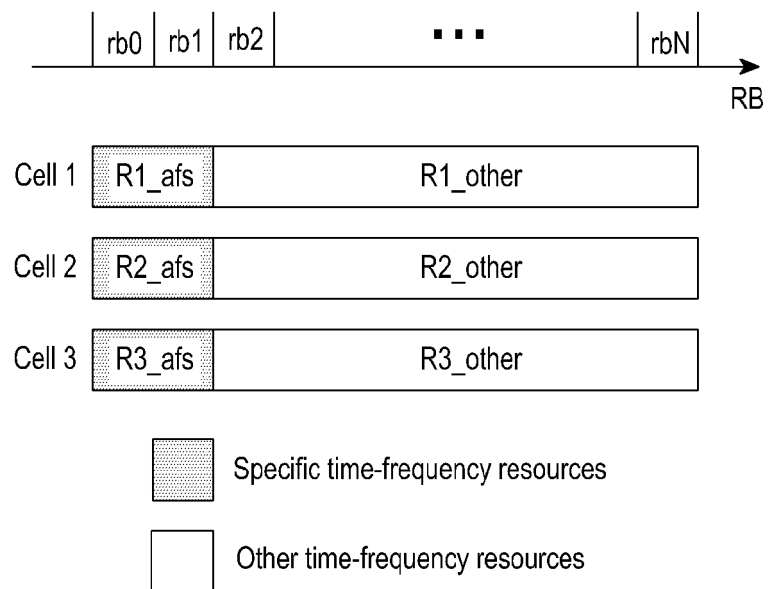 rb0 rb1 rb2 ... rbN
RB
Cell 1 R1_afs R1_other
Cell 2 R2_afs R2_other
Cell 3 R3_afs R3_other
Specific time-frequency resources
Other time-frequency resources